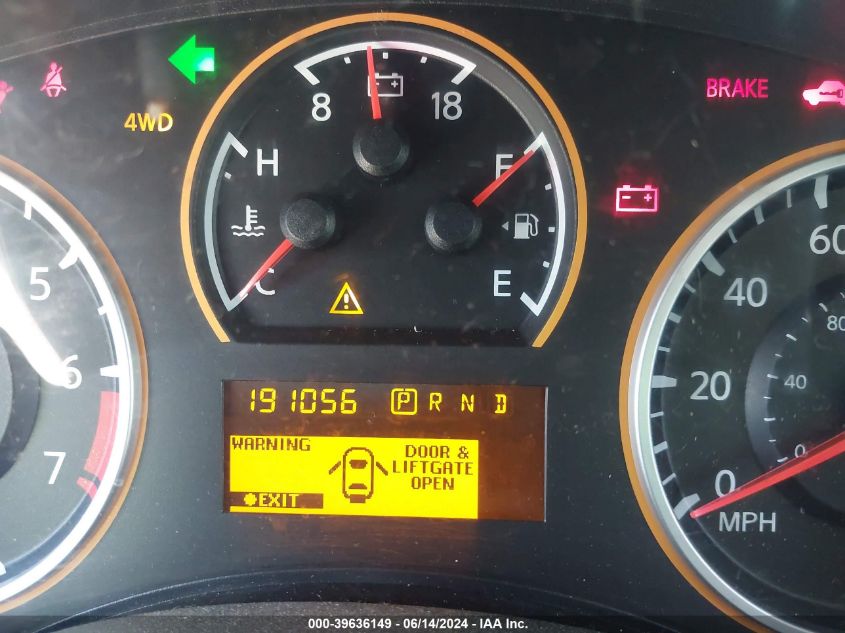 4WD
8
18
BRAKE
H
F
C
E
5
6
7
60
40
20
0
80
40
0
MPH
191056 P R N D
WARNING
DOOR &
LIFTGATE
OPEN
EXIT
000-39636149 - 06/14/2024 - IAA Inc.